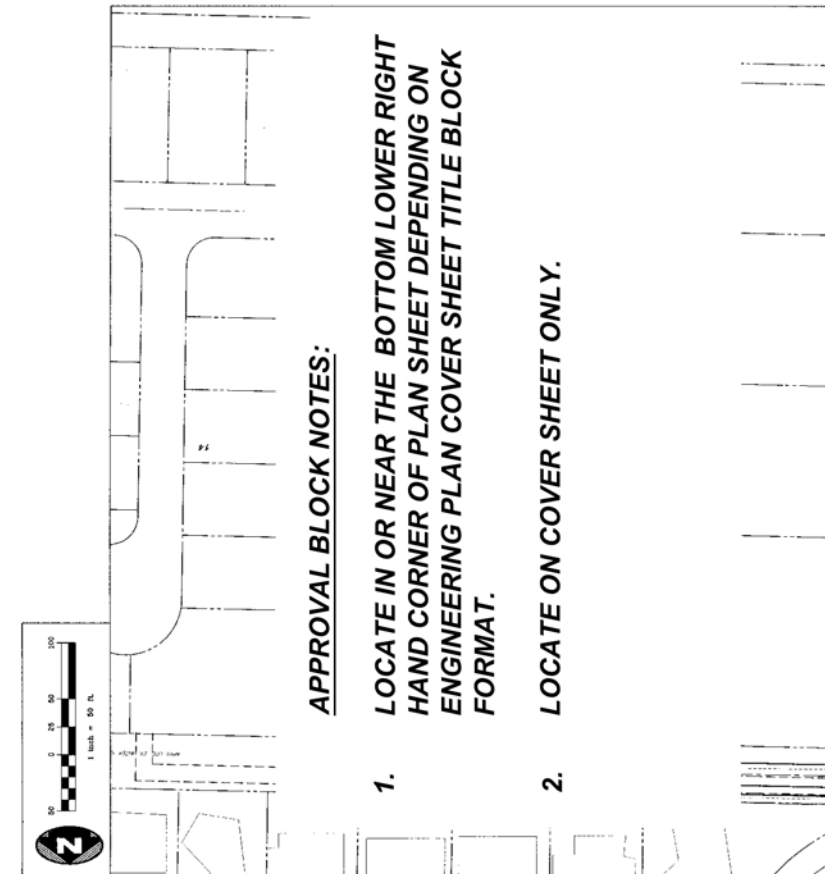 APPROVAL BLOCK NOTES:
1. LOCATE IN OR NEAR THE BOTTOM LOWER RIGHT
HAND CORNER OF PLAN SHEET DEPENDING ON
ENGINEERING PLAN COVER SHEET TITLE BLOCK
FORMAT.
2. LOCATE ON COVER SHEET ONLY.
14
50 0 25 50 100
1 inch = 50 ft.
N